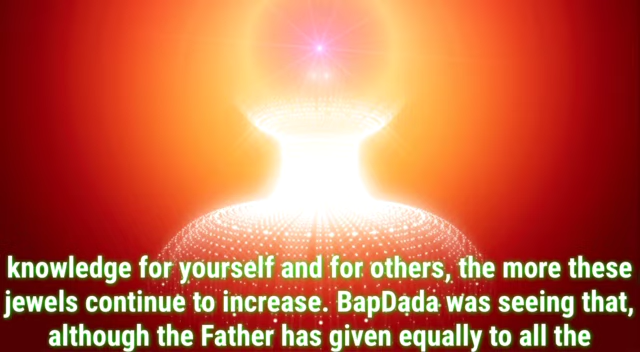 knowledge for yourself and for others, the more these
jewels continue to increase. BapDada was seeing that,
although the Father has given equally to all the